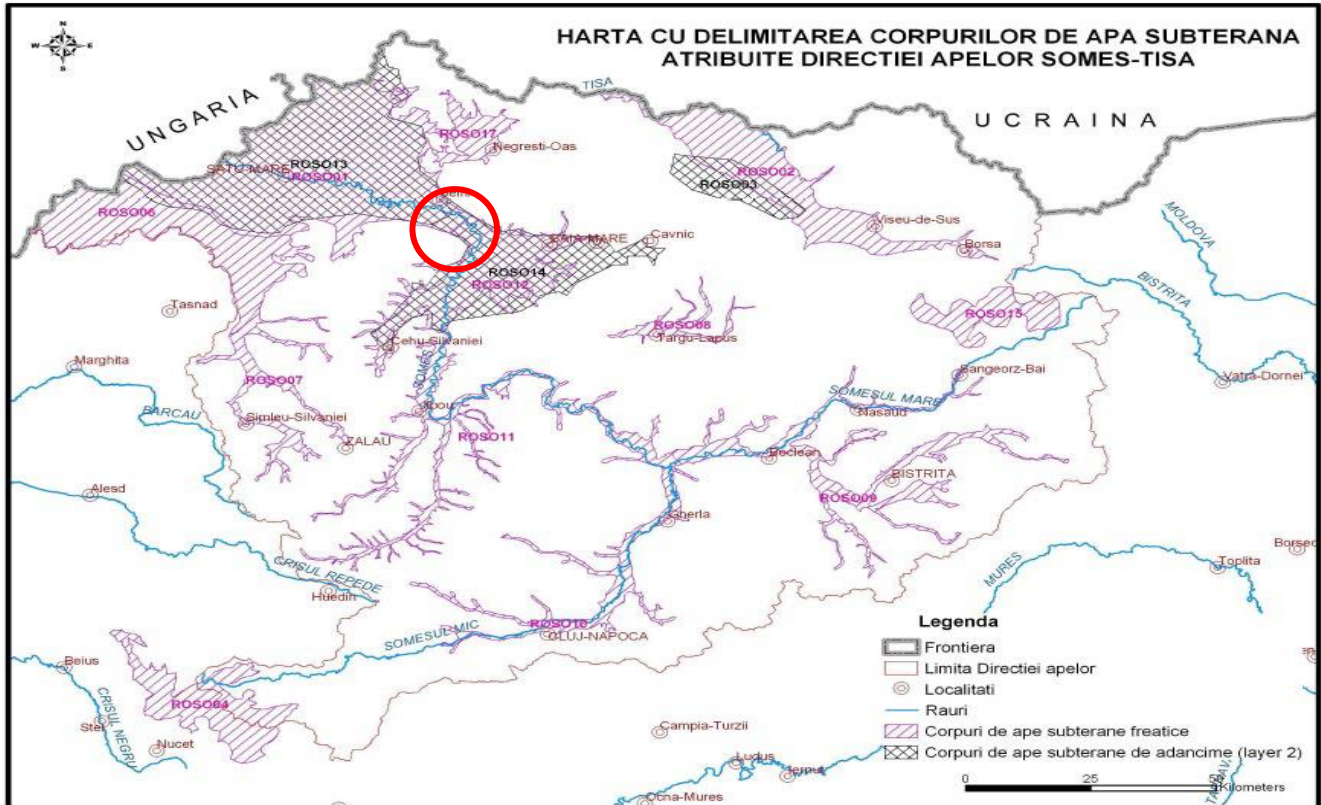 HARTA CU DELIMITAREA CORPURILOR DE APA SUBTERANA
ATRIBUITE DIRECTIEI APELOR SOMES-TISA
N
W E
S
TISA
UNGARIA
UCRAINA
ROSO17
Negresti-Oas
ROSO13
SATU-MARE
ROSO01
ROSO02
ROSO03
ROSO06
Viseu-de-Sus
MOLDOVA
BAIA-MARE
Cavnic
Borsa
ROSO14
ROSO12
BISTRITA
Tasnad
ROSO15
ROSO08
Targu-Lapus
Cehu-Silvaniei
Marghita
ROSO07
SOMES
Sangeorz-Bai
Vatra-Dornei
BARCAU
SOMESUL MARE
Nasaud
Simleu-Silvaniei
ZALAU
ROSO11
Beclean
BISTRITA
Alesd
ROSO09
Gherla
Borsec
CRISUL REPEDE
Toplita
MURES
Huedin
SOMESUL MIC
ROSO10
CLUJ-NAPOCA
Beius
ROSO04
CRISUL NEGRU
Stei
Nucet
Campia-Turzii
Ludus
Iernut
Ocna-Mures
Legenda
Frontiera
Limita Directiei apelor
Localitati
Rauri
Corpuri de ape subterane freatice
Corpuri de ape subterane de adancime (layer 2)
0 25 50
Kilometers